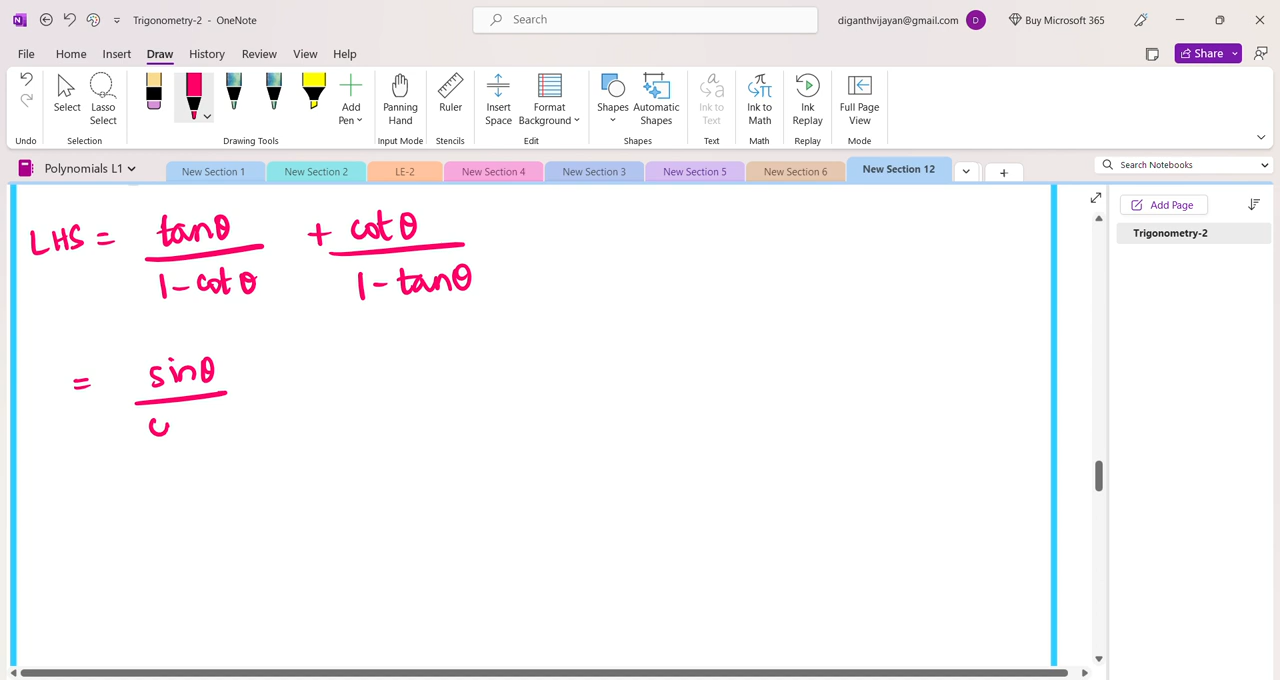 Trigonometry-2 - OneNote
Search
diganthvijayan@gmail.com D
Buy Microsoft 365
File Home Insert Draw History Review View Help
Share
Undo
Select
Lasso Select
Selection
Drawing Tools
Add Pen
Panning Hand
Input Mode
Ruler
Stencils
Insert Space
Format Background
Edit
Shapes
Automatic Shapes
Shapes
Ink to Text
Text
Ink to Math
Math
Ink Replay
Replay
Full Page View
Mode
Polynomials L1
New Section 1 New Section 2 LE-2 New Section 4 New Section 3 New Section 5 New Section 6 New Section 12
Search Notebooks
Add Page
Trigonometry-2
LHS = tanθ + cotθ
1 - cotθ 1 - tanθ
= sinθ
c